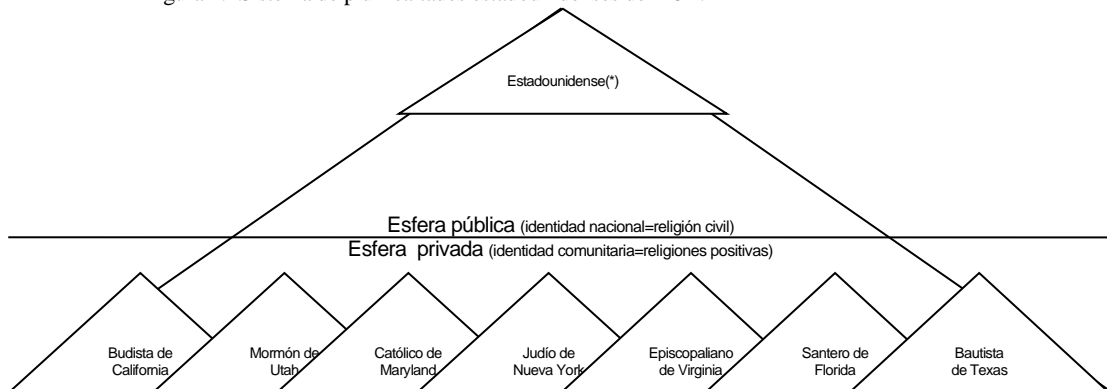 Estadounidense(*)
Esfera pública (identidad nacional=religión civil)
Esfera privada (identidad comunitaria=religiones positivas)
Budista de
California
Mormón de
Utah
Católico de
Maryland
Judío de
Nueva York
Episcopaliano
de Virginia
Santero de
Florida
Bautista
de Texas